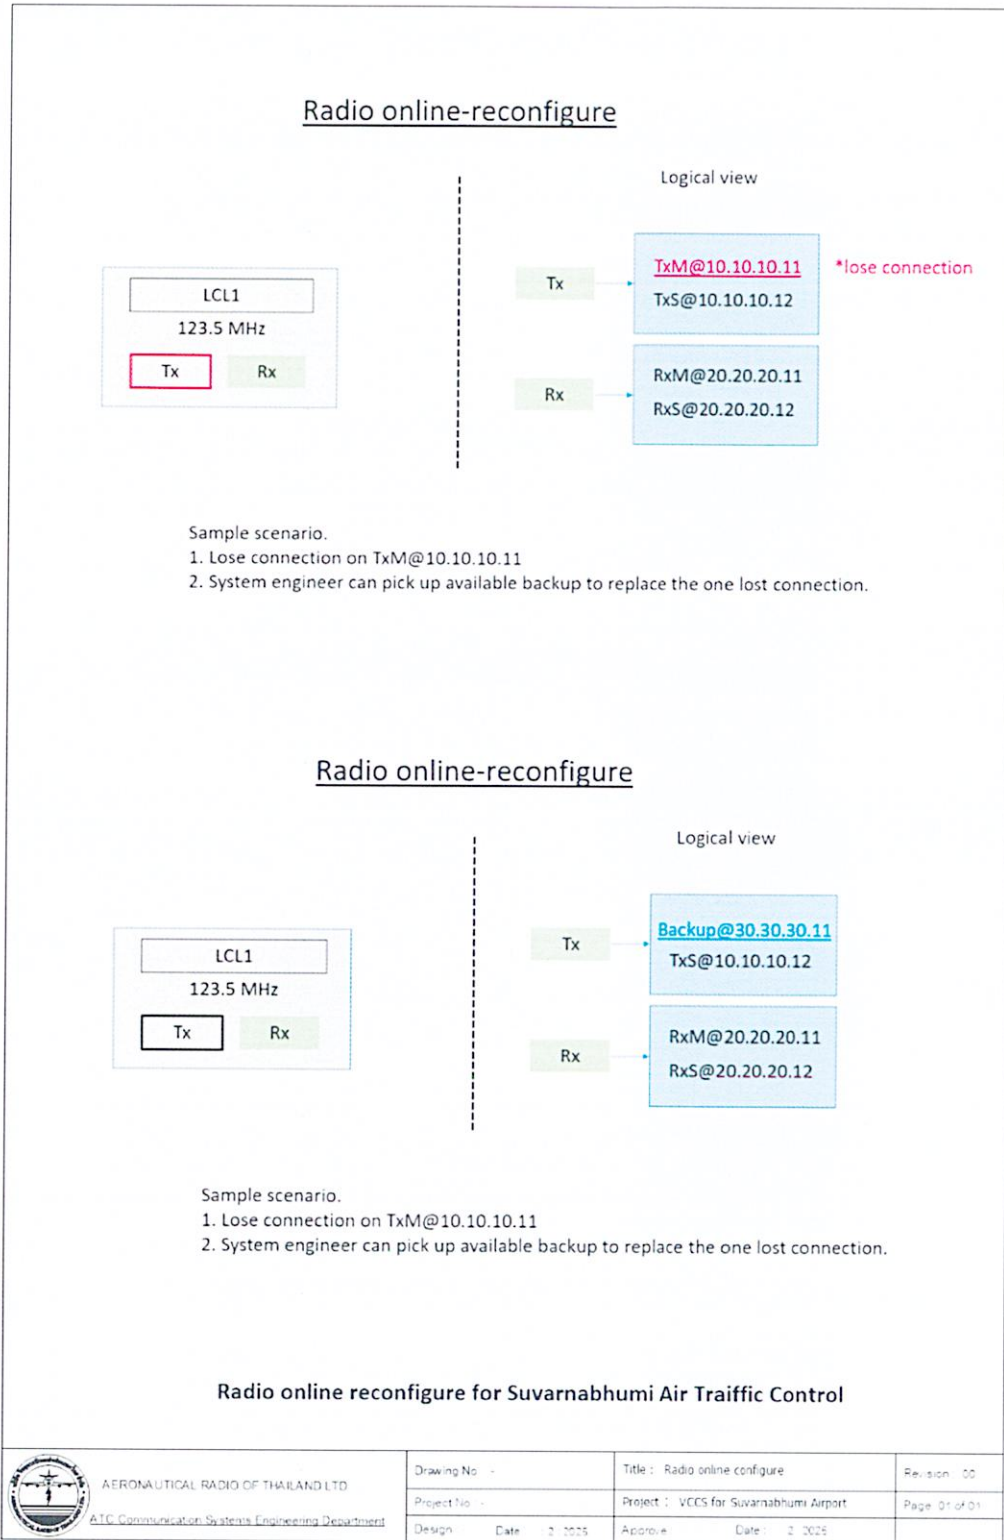 Radio online-reconfigure
Logical view
LCL1
123.5 MHz
Tx
Rx
Tx
TxM@10.10.10.11
*lose connection
TxS@10.10.10.12
Rx
RxM@20.20.20.11
RxS@20.20.20.12
Sample scenario.
1. Lose connection on TxM@10.10.10.11
2. System engineer can pick up available backup to replace the one lost connection.
Radio online-reconfigure
Logical view
LCL1
123.5 MHz
Tx
Rx
Tx
Backup@30.30.30.11
TxS@10.10.10.12
Rx
RxM@20.20.20.11
RxS@20.20.20.12
Sample scenario.
1. Lose connection on TxM@10.10.10.11
2. System engineer can pick up available backup to replace the one lost connection.
Radio online reconfigure for Suvarnabhumi Air Traiffic Control
AERONAUTICAL RADIO OF THAILAND LTD
ATC Communication Systems Engineering Department
Drawing No -
Project No -
Design Date : 2 2025
Title : Radio online configure
Project : VCCS for Suvarnabhumi Airport
Approve Date : 2 2025
Revision : 00
Page 01 of 01